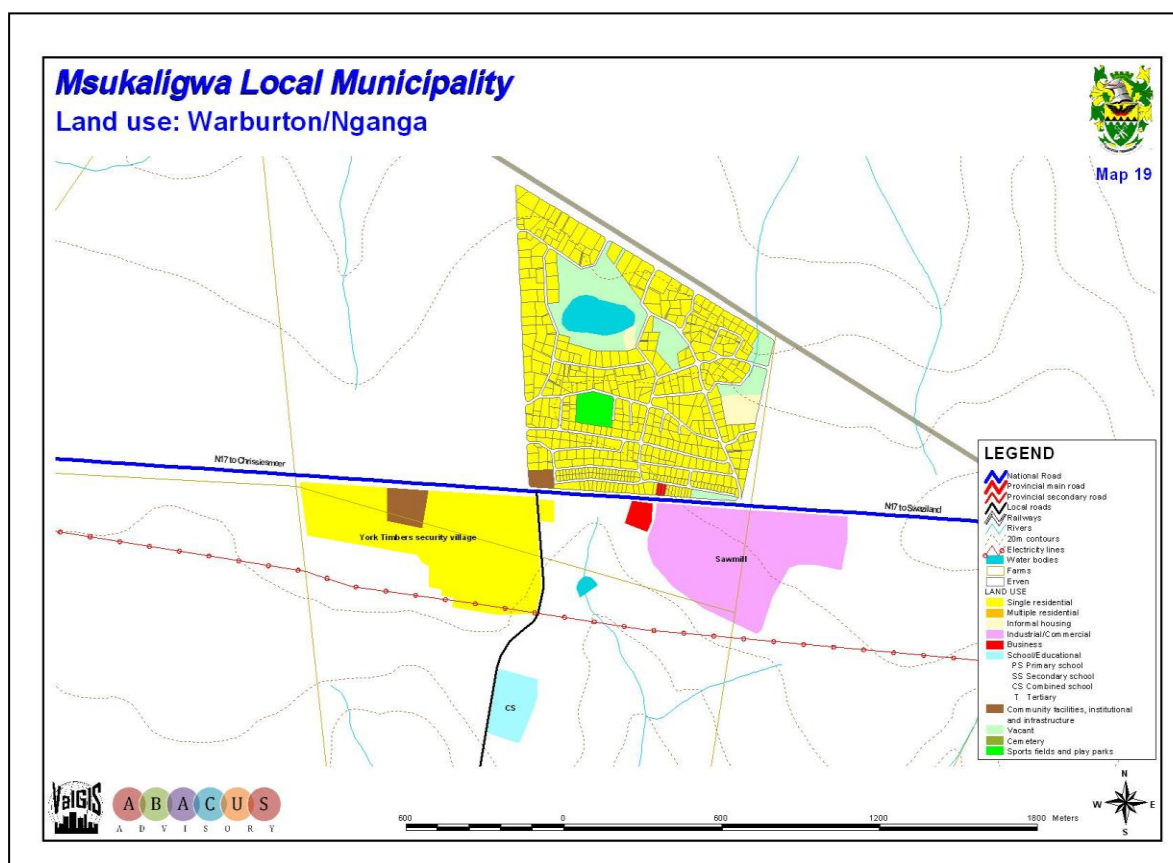 Msukaligwa Local Municipality
Land use: Warburton/Nganga
Map 19
N17 to Chrissiesmeer
N17 to Swaziland
York Timbers security village
Sawmill
CS
LEGEND
National Road
Provincial main road
Provincial secondary road
Local roads
Railways
Rivers
20m contours
Electricity lines
Water bodies
Farms
Erven
LAND USE
Single residential
Multiple residential
Informal housing
Industrial/Commercial
Business
School/Educational
PS Primary school
SS Secondary school
CS Combined school
T Tertiary
Community facilities, institutional
and infrastructure
Vacant
Cemetery
Sports fields and play parks
ValGIS
ABACUS
ADVISORY
600 0 600 1200 1800 Meters
N
W E
S